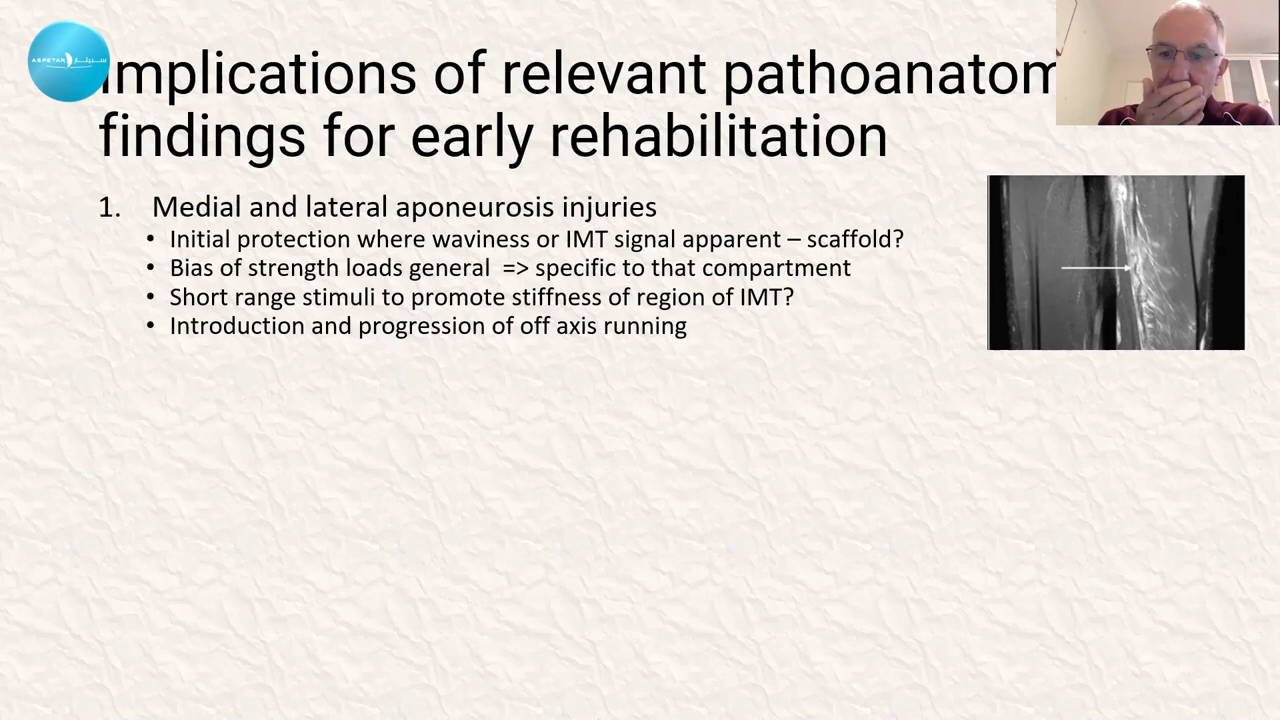 ASPETAR سبيتار
Implications of relevant pathoanatom
findings for early rehabilitation
1. Medial and lateral aponeurosis injuries
• Initial protection where waviness or IMT signal apparent – scaffold?
• Bias of strength loads general => specific to that compartment
• Short range stimuli to promote stiffness of region of IMT?
• Introduction and progression of off axis running